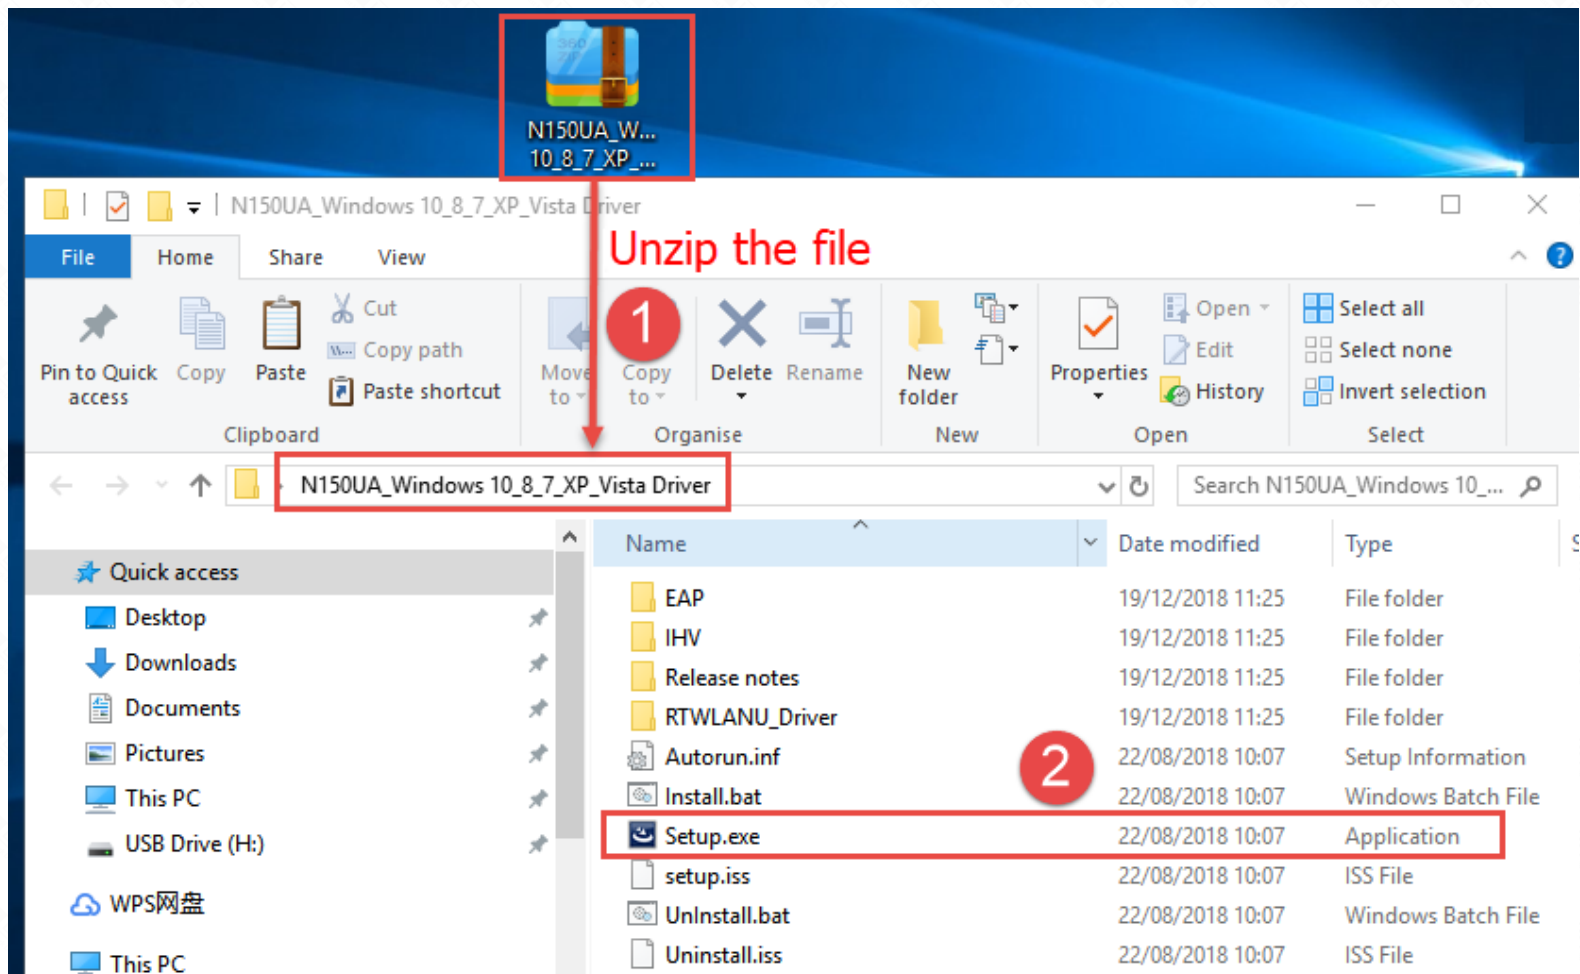 360
ZIP
N150UA_W...
10_8_7_XP_...
N150UA_Windows 10_8_7_XP_Vista Driver
Unzip the file
File Home Share View
?
1
Pin to Quick access
Copy
Paste
Cut
Copy path
Paste shortcut
Move to
Copy to
Delete
Rename
New folder
Properties
Open
Edit
History
Select all
Select none
Invert selection
Clipboard Organise New Open Select
N150UA_Windows 10_8_7_XP_Vista Driver
Search N150UA_Windows 10_...
Quick access
Desktop
Downloads
Documents
Pictures
This PC
USB Drive (H:)
WPS网盘
This PC
Name Date modified Type S
EAP 19/12/2018 11:25 File folder
IHV 19/12/2018 11:25 File folder
Release notes 19/12/2018 11:25 File folder
RTWLANU_Driver 19/12/2018 11:25 File folder
Autorun.inf 22/08/2018 10:07 Setup Information
2
Install.bat 22/08/2018 10:07 Windows Batch File
Setup.exe 22/08/2018 10:07 Application
setup.iss 22/08/2018 10:07 ISS File
UnInstall.bat 22/08/2018 10:07 Windows Batch File
Uninstall.iss 22/08/2018 10:07 ISS File